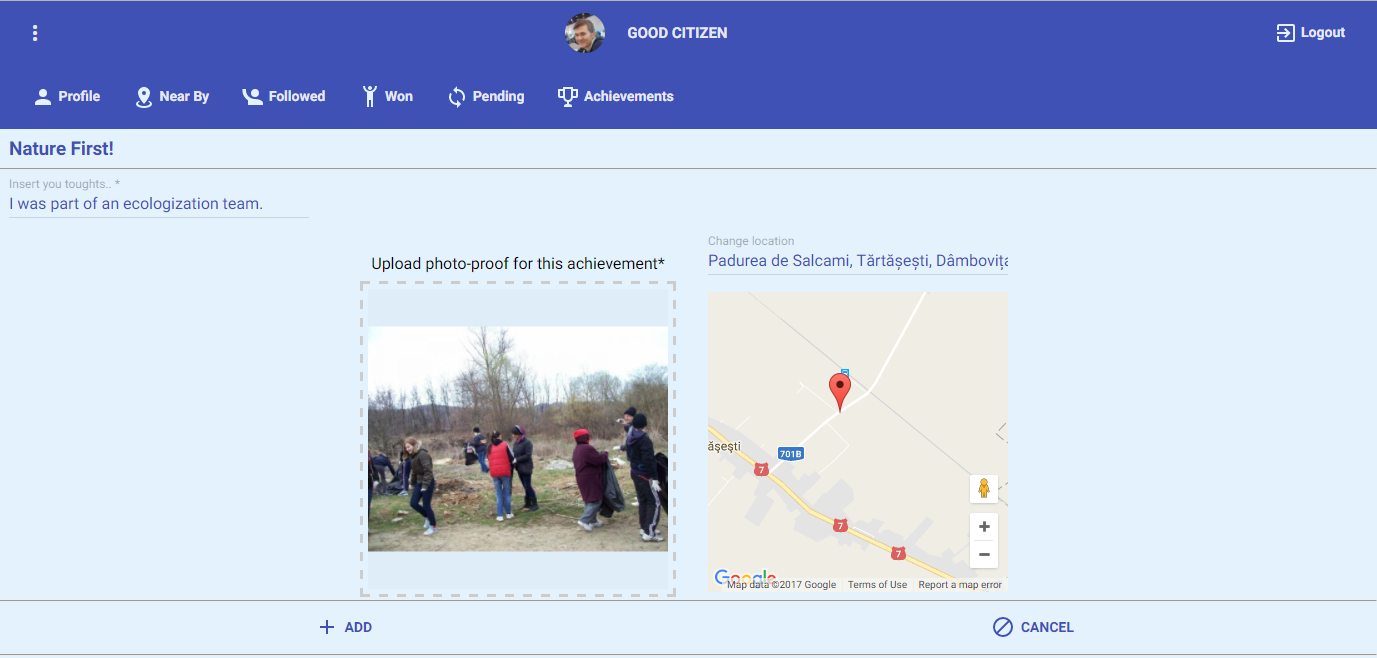 GOOD CITIZEN
Logout
Profile
Near By
Followed
Won
Pending
Achievements
Nature First!
Insert you toughts.. *
I was part of an ecologization team.
Upload photo-proof for this achievement*
Change location
Padurea de Salcami, Tărtășești, Dâmbovița
ășești
701B
7
7
7
Google
Map data ©2017 Google
Terms of Use
Report a map error
ADD
CANCEL